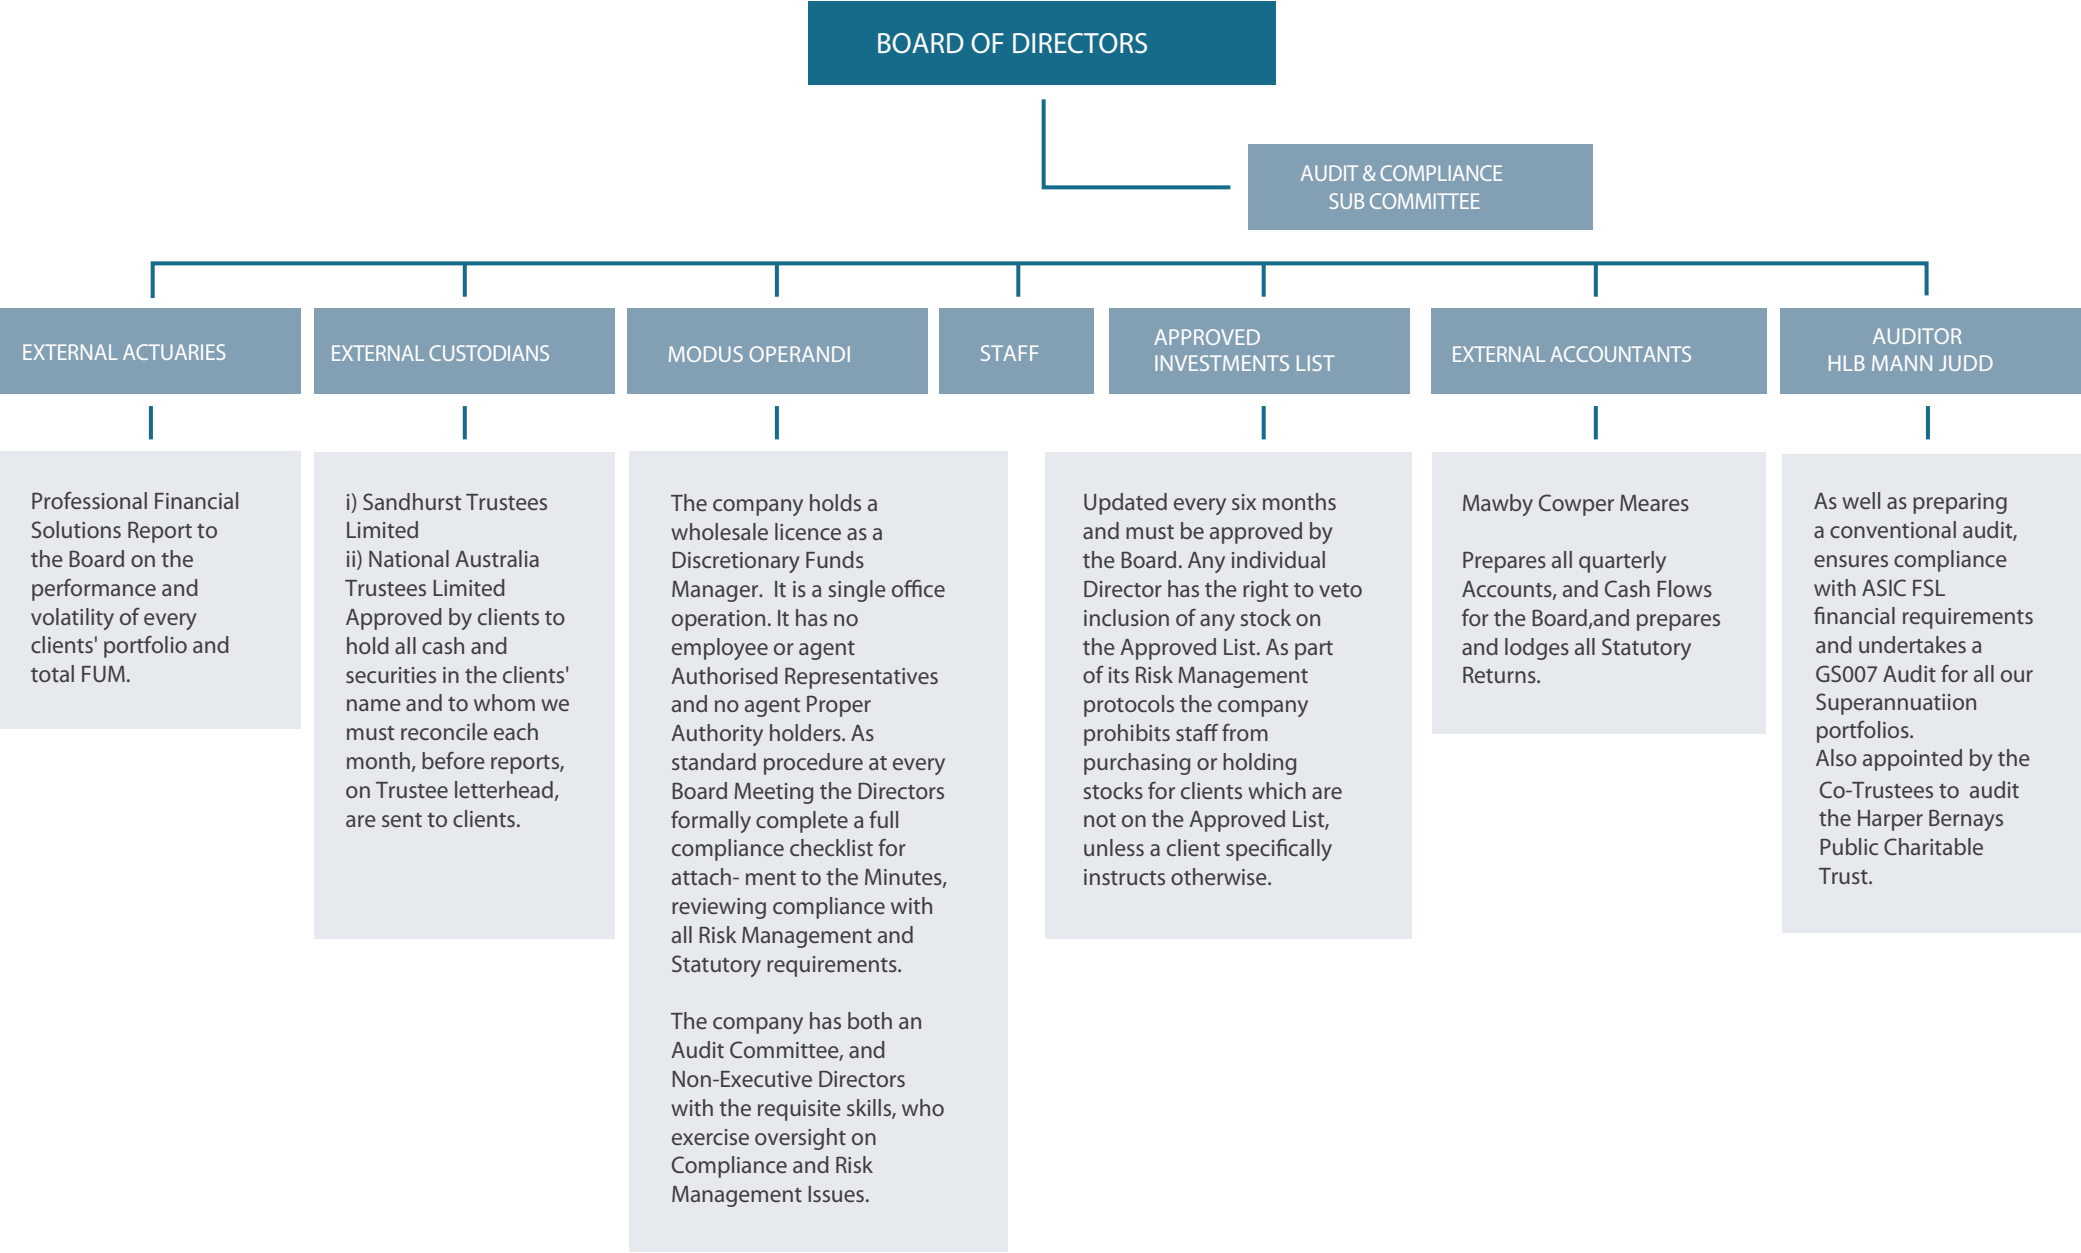 BOARD OF DIRECTORS
AUDIT & COMPLIANCE
SUB COMMITTEE
EXTERNAL ACTUARIES
EXTERNAL CUSTODIANS
MODUS OPERANDI
STAFF
APPROVED
INVESTMENTS LIST
EXTERNAL ACCOUNTANTS
AUDITOR
HLB MANN JUDD
Professional Financial
Solutions Report to
the Board on the
performance and
volatility of every
clients' portfolio and
total FUM.
i) Sandhurst Trustees
Limited
ii) National Australia
Trustees Limited
Approved by clients to
hold all cash and
securities in the clients'
name and to whom we
must reconcile each
month, before reports,
on Trustee letterhead,
are sent to clients.
The company holds a
wholesale licence as a
Discretionary Funds
Manager.  It is a single office
operation. It has no
employee or agent
Authorised Representatives
and no agent Proper
Authority holders. As
standard procedure at every
Board Meeting the Directors
formally complete a full
compliance checklist for
attach- ment to the Minutes,
reviewing compliance with
all Risk Management and
Statutory requirements.
The company has both an
Audit Committee, and
Non-Executive Directors
with the requisite skills, who
exercise oversight on
Compliance and Risk
Management Issues.
Updated every six months
and must be approved by
the Board. Any individual
Director has the right to veto
inclusion of any stock on
the Approved List. As part
of its Risk Management
protocols the company
prohibits staff from
purchasing or holding
stocks for clients which are
not on the Approved List,
unless a client specifically
instructs otherwise.
Mawby Cowper Meares
Prepares all quarterly
Accounts, and Cash Flows
for the Board,and prepares
and lodges all Statutory
Returns.
As well as preparing
a conventional audit,
ensures compliance
with ASIC FSL
financial requirements
and undertakes a
GS007 Audit for all our
Superannuatiion
portfolios.
Also appointed by the
Co-Trustees to  audit
the Harper Bernays
Public Charitable
Trust.